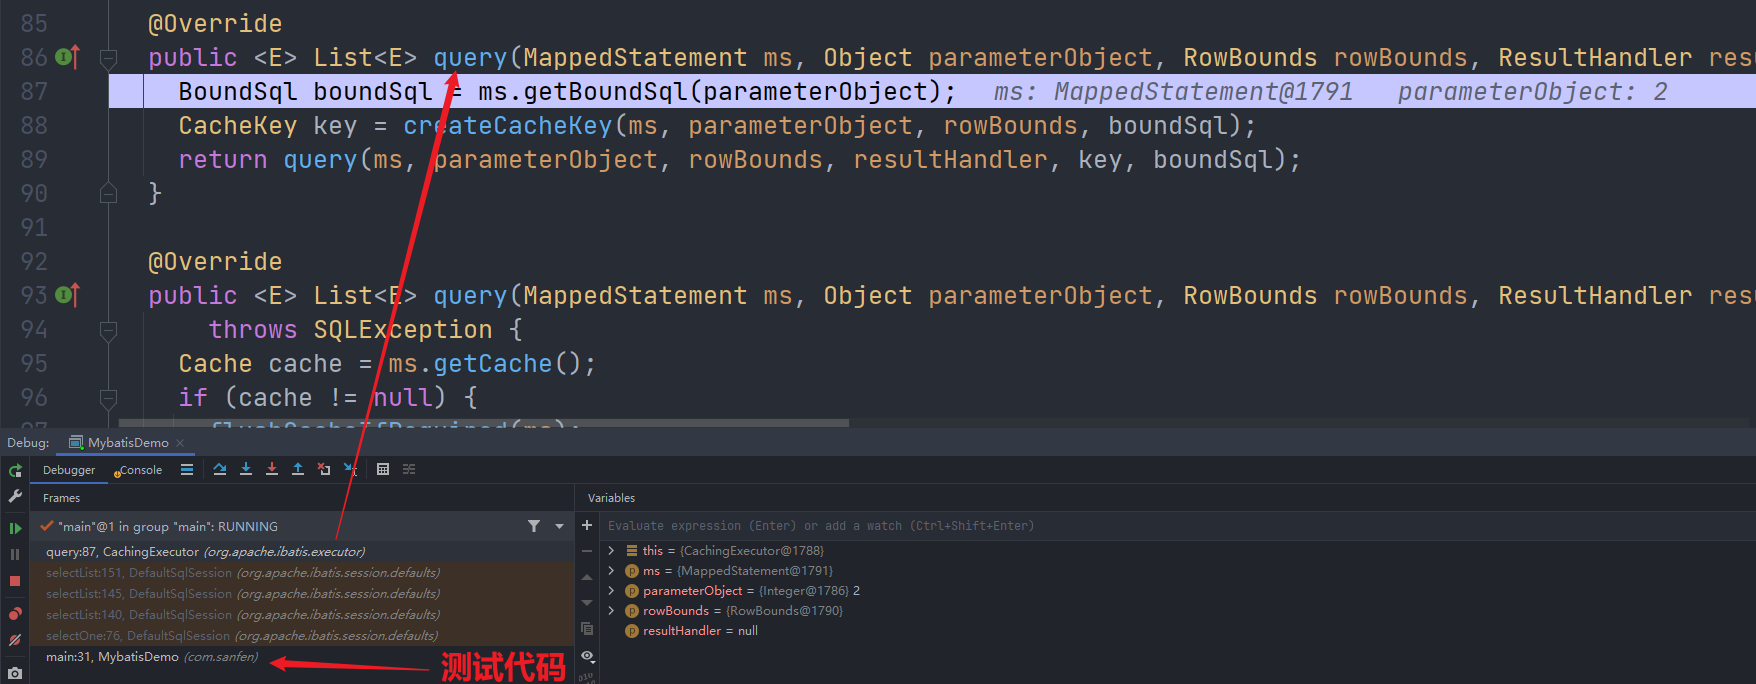 85 @Override
86 public <E> List<E> query(MappedStatement ms, Object parameterObject, RowBounds rowBounds, ResultHandler
87 BoundSql boundSql = ms.getBoundSql(parameterObject); ms: MappedStatement@1791 parameterObject: 2
88 CacheKey key = createCacheKey(ms, parameterObject, rowBounds, boundSql);
89 return query(ms, parameterObject, rowBounds, resultHandler, key, boundSql);
90 }
91
92 @Override
93 public <E> List<E> query(MappedStatement ms, Object parameterObject, RowBounds rowBounds, ResultHandler
94 throws SQLException {
95 Cache cache = ms.getCache();
96 if (cache != null) {
Debug: MybatisDemo
Debugger Console
Frames
Variables
"main"@1 in group "main": RUNNING
Evaluate expression (Enter) or add a watch (Ctrl+Shift+Enter)
query:87, CachingExecutor (org.apache.ibatis.executor)
selectList:151, DefaultSqlSession (org.apache.ibatis.session.defaults)
selectList:145, DefaultSqlSession (org.apache.ibatis.session.defaults)
selectList:140, DefaultSqlSession (org.apache.ibatis.session.defaults)
selectOne:76, DefaultSqlSession (org.apache.ibatis.session.defaults)
main:31, MybatisDemo (com.sanfen)
测试代码
this = {CachingExecutor@1788}
ms = {MappedStatement@1791}
parameterObject = {Integer@1786} 2
rowBounds = {RowBounds@1790}
resultHandler = null